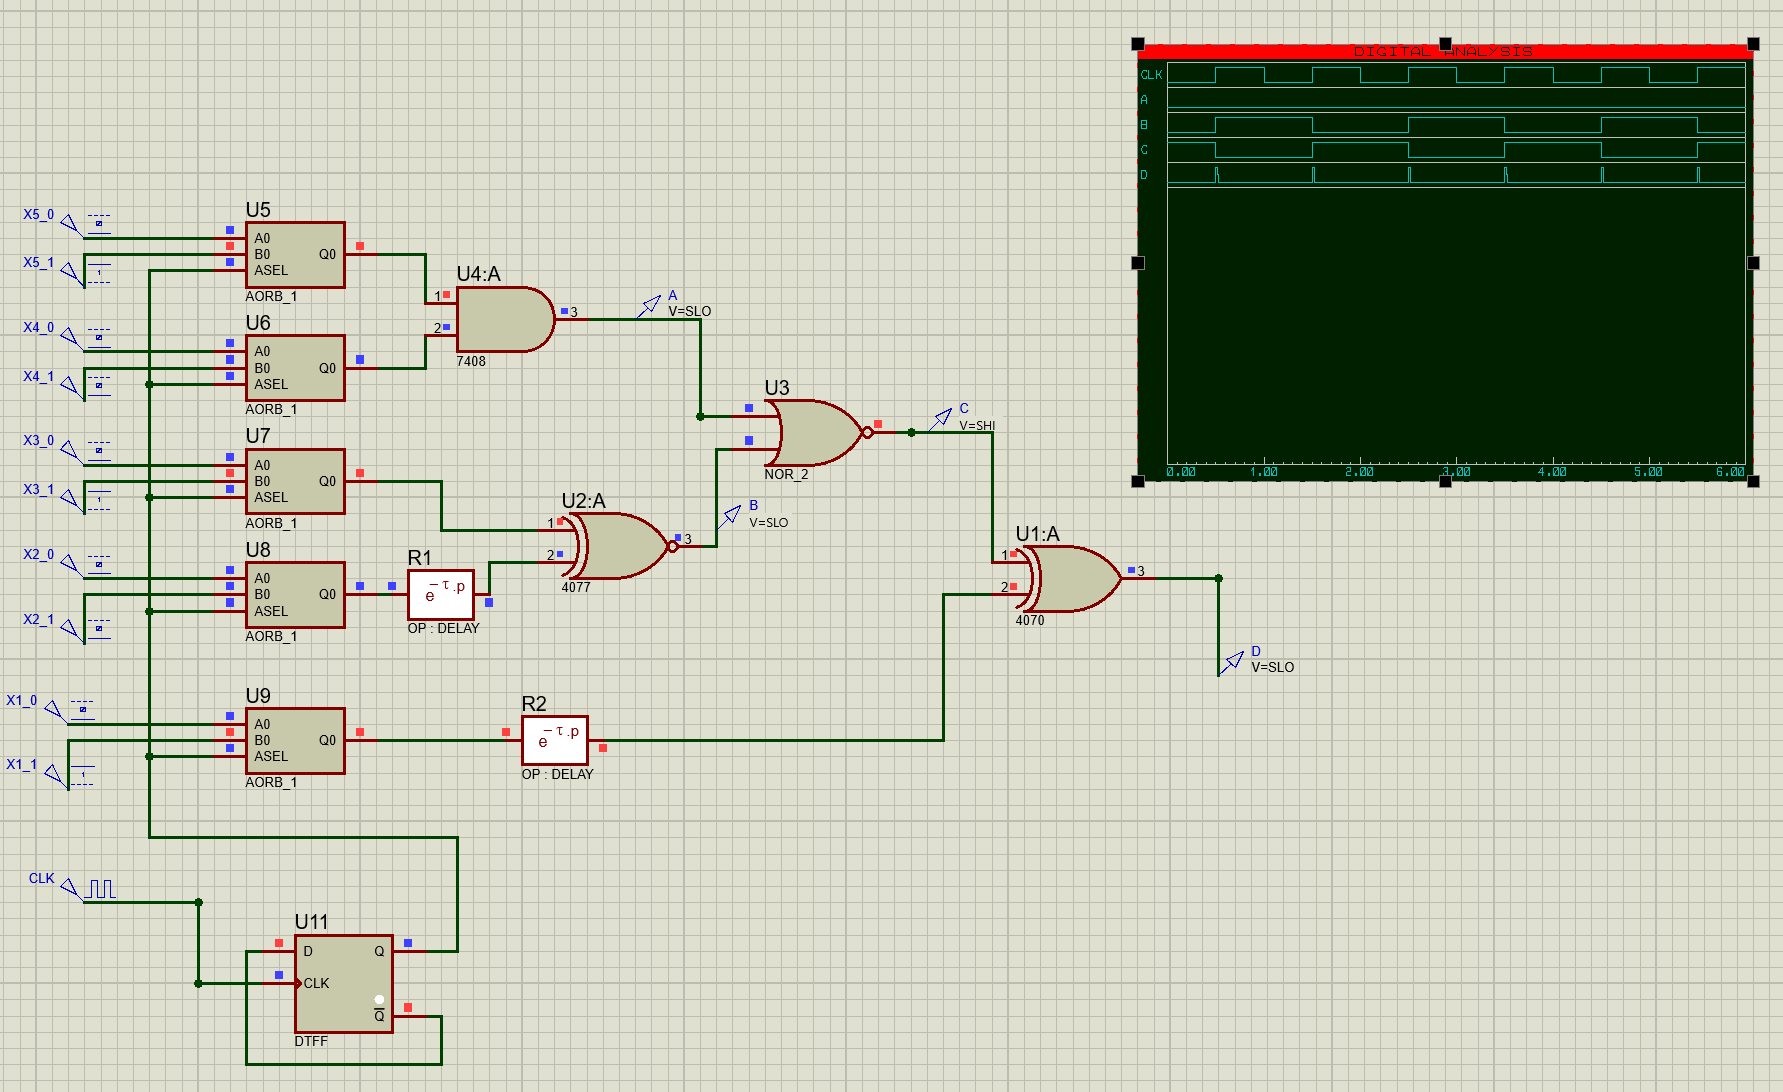 DIGITAL ANALYSIS
CLK
A
B
C
D
0.00 1.00 2.00 3.00 4.00 5.00 6.00
X5_0
X5_1
U5
A0
B0
ASEL
Q0
AORB_1
X4_0
X4_1
U6
A0
B0
ASEL
Q0
AORB_1
X3_0
X3_1
U7
A0
B0
ASEL
Q0
AORB_1
X2_0
X2_1
U8
A0
B0
ASEL
Q0
AORB_1
X1_0
X1_1
U9
A0
B0
ASEL
Q0
AORB_1
U4:A
1
2
3
7408
A
V=SLO
U3
NOR_2
C
V=SHI
U2:A
1
2
3
4077
B
V=SLO
R1
e−τ.p
OP : DELAY
R2
e−τ.p
OP : DELAY
U1:A
1
2
3
4070
D
V=SLO
CLK
U11
D
Q
CLK
Q̅
DTFF